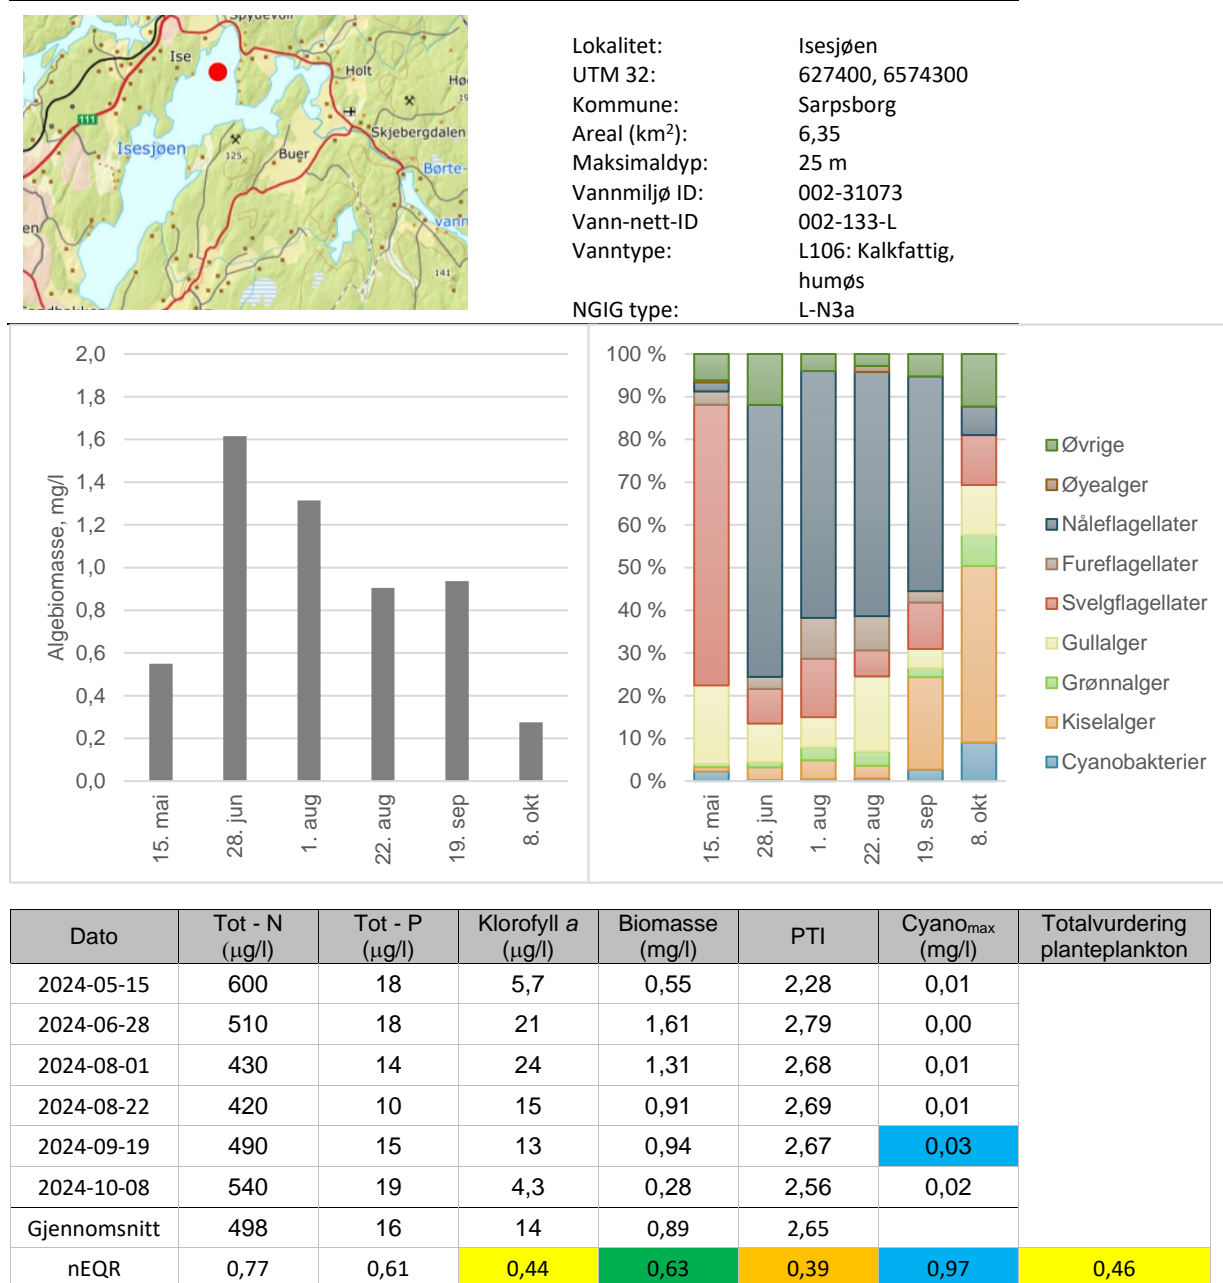 Spydevoll
Ise
Holt
Hø
19
111
Skjebergdalen
Isesjøen
125
Buer
Børte-
vann
en
141
Lokalitet: Isesjøen
UTM 32: 627400, 6574300
Kommune: Sarpsborg
Areal (km2): 6,35
Maksimaldyp: 25 m
Vannmiljø ID: 002-31073
Vann-nett-ID 002-133-L
Vanntype: L106: Kalkfattig,
humøs
NGIG type: L-N3a
Algebiomasse, mg/l
2,0
1,8
1,6
1,4
1,2
1,0
0,8
0,6
0,4
0,2
0,0
15. mai 28. jun 1. aug 22. aug 19. sep 8. okt
100 %
90 %
80 %
70 %
60 %
50 %
40 %
30 %
20 %
10 %
0 %
15. mai 28. jun 1. aug 22. aug 19. sep 8. okt
Øvrige
Øyealger
Nåleflagellater
Fureflagellater
Svelgflagellater
Gullalger
Grønnalger
Kiselalger
Cyanobakterier
Dato Tot - N (µg/l) Tot - P (µg/l) Klorofyll a (µg/l) Biomasse (mg/l) PTI Cyanomax (mg/l) Totalvurdering planteplankton
2024-05-15 600 18 5,7 0,55 2,28 0,01
2024-06-28 510 18 21 1,61 2,79 0,00
2024-08-01 430 14 24 1,31 2,68 0,01
2024-08-22 420 10 15 0,91 2,69 0,01
2024-09-19 490 15 13 0,94 2,67 0,03
2024-10-08 540 19 4,3 0,28 2,56 0,02
Gjennomsnitt 498 16 14 0,89 2,65
nEQR 0,77 0,61 0,44 0,63 0,39 0,97 0,46